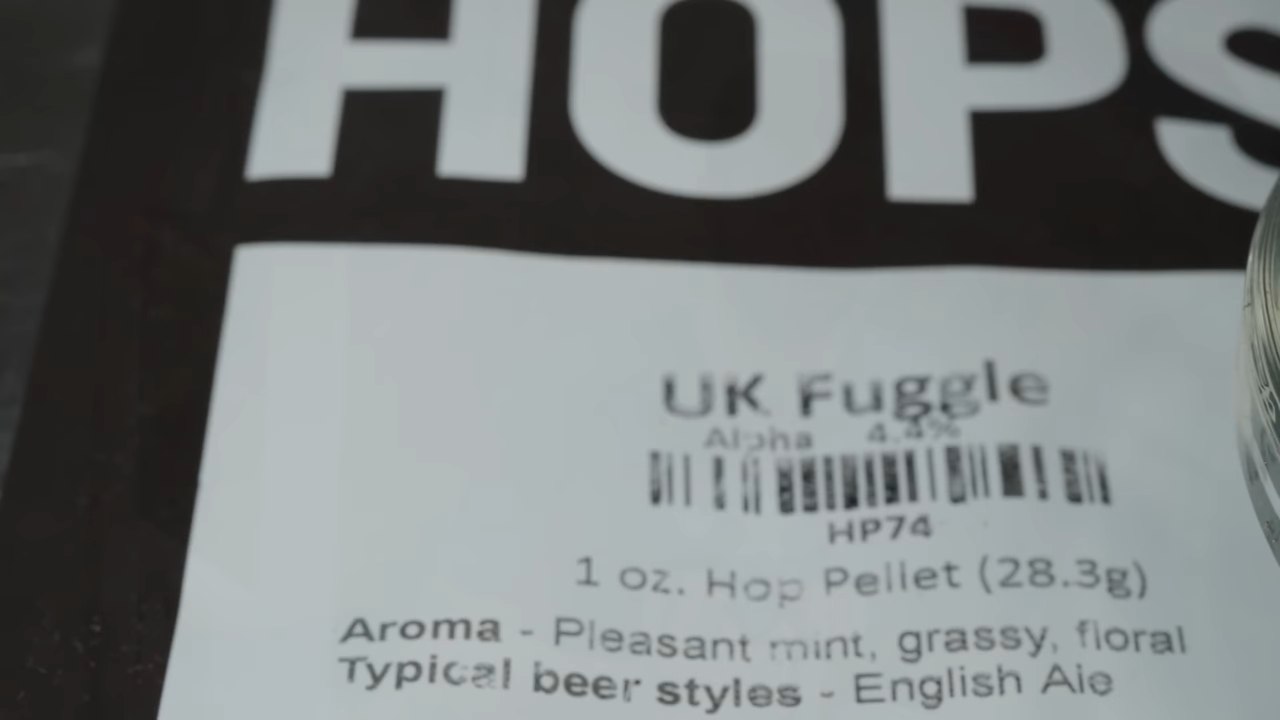 HOPS
UK Fuggle
Alpha 4.4%
HP74
1 oz. Hop Pellet (28.3g)
Aroma - Pleasant mint, grassy, floral
Typical beer styles - English Ale